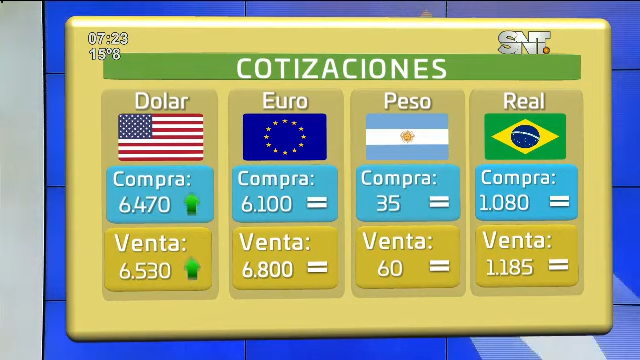 07:23
15°8
SNT.
COTIZACIONES
Dolar
Compra:
6.470
Venta:
6.530
Euro
Compra:
6.100
Venta:
6.800
Peso
Compra:
35
Venta:
60
Real
Compra:
1.080
Venta:
1.185